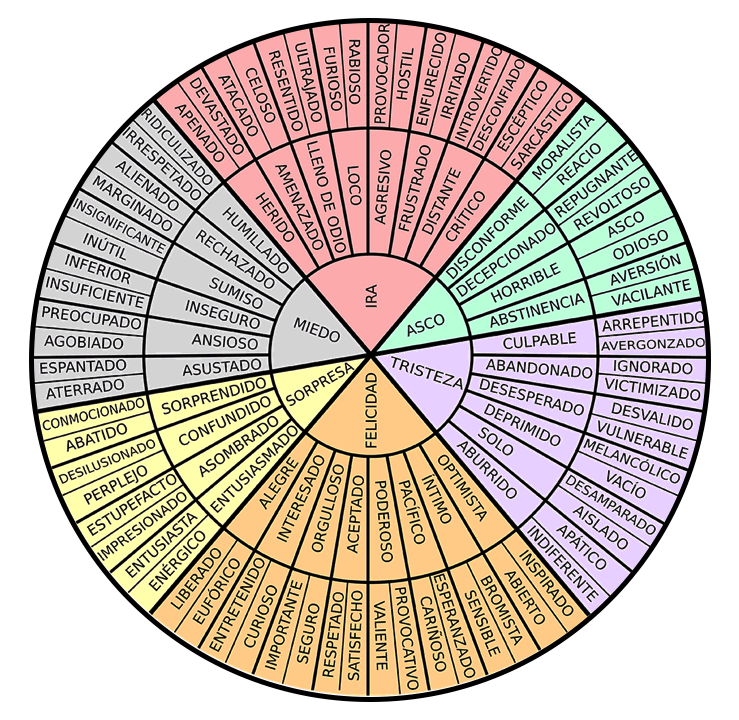 IRA
HERIDO
AMENAZADO
LLENO DE ODIO
LOCO
AGRESIVO
FRUSTRADO
DISTANTE
CRÍTICO
APENADO
DEVASTADO
ATACADO
CELOSO
RESENTIDO
ULTRAJADO
FURIOSO
RABIOSO
PROVOCADOR
HOSTIL
ENFURECIDO
IRRITADO
INTROVERTIDO
DESCONFIADO
ESCÉPTICO
SARCÁSTICO
ASCO
DISCONFORME
DECEPCIONADO
HORRIBLE
ABSTINENCIA
MORALISTA
REACIO
REPUGNANTE
REVOLTOSO
ASCO
ODIOSO
AVERSIÓN
VACILANTE
TRISTEZA
CULPABLE
ABANDONADO
DESESPERADO
DEPRIMIDO
SOLO
ABURRIDO
ARREPENTIDO
AVERGONZADO
IGNORADO
VICTIMIZADO
DESVALIDO
VULNERABLE
MELANCÓLICO
VACÍO
DESAMPARADO
AISLADO
APÁTICO
INDIFERENTE
FELICIDAD
OPTIMISTA
ÍNTIMO
PACÍFICO
PODEROSO
ACEPTADO
ORGULLOSO
INTERESADO
ALEGRE
INSPIRADO
ABIERTO
BROMISTA
SENSIBLE
ESPERANZADO
CARIÑOSO
PROVOCATIVO
VALIENTE
SATISFECHO
RESPETADO
SEGURO
IMPORTANTE
CURIOSO
ENTRETENIDO
EUFÓRICO
LIBERADO
SORPRESA
ENTUSIASMADO
ASOMBRADO
CONFUNDIDO
SORPRENDIDO
ENÉRGICO
ENTUSIASTA
IMPRESIONADO
ESTUPEFACTO
PERPLEJO
DESILUSIONADO
ABATIDO
CONMOCIONADO
MIEDO
ASUSTADO
ANSIOSO
INSEGURO
SUMISO
RECHAZADO
HUMILLADO
ATERRADO
ESPANTADO
AGOBIADO
PREOCUPADO
INSUFICIENTE
INFERIOR
INÚTIL
INSIGNIFICANTE
MARGINADO
ALIENADO
IRRESPETADO
RIDICULIZADO